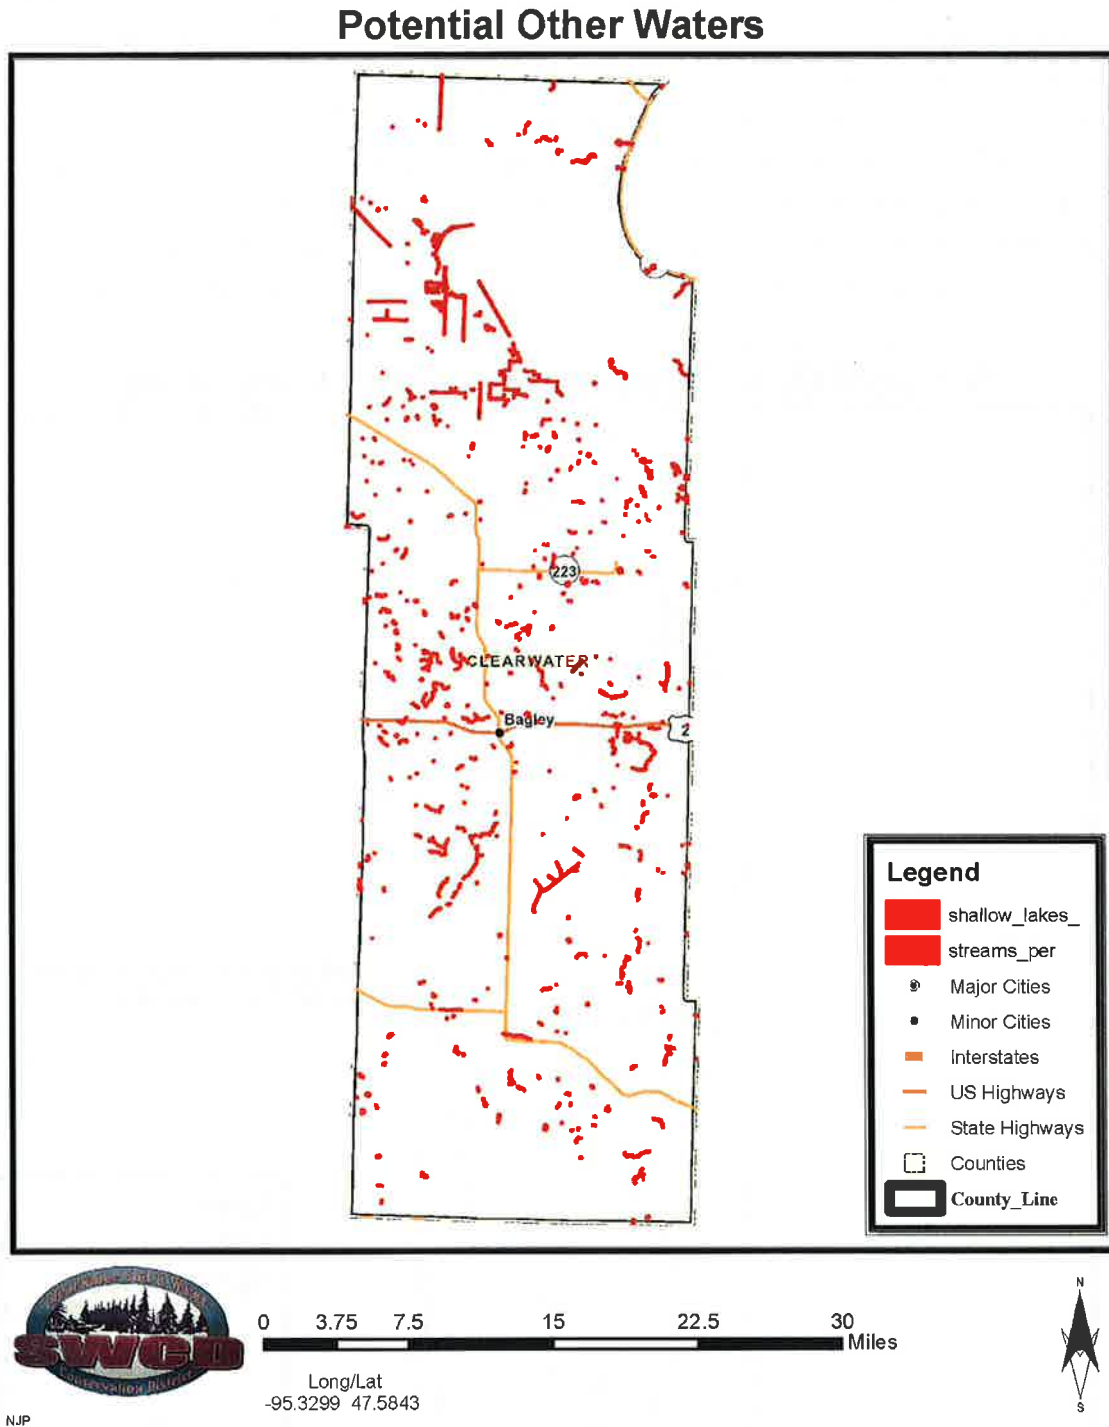 Potential Other Waters
223
CLEARWATER
Bagley
2
Legend
shallow_lakes_
streams_per
Major Cities
Minor Cities
Interstates
US Highways
State Highways
Counties
County_Line
SWCD
Conservation District
0 3.75 7.5 15 22.5 30
Miles
Long/Lat
-95.3299 47.5843
N
S
NJP